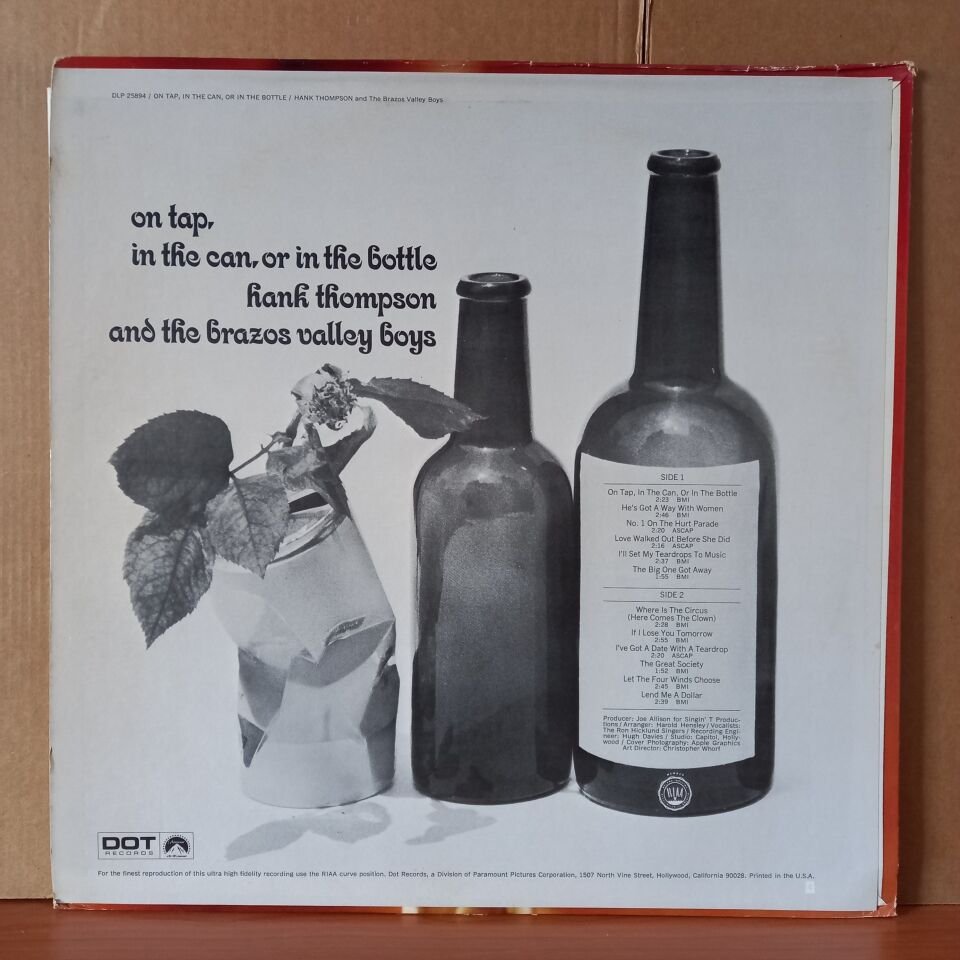 DLP 25894 / ON TAP, IN THE CAN, OR IN THE BOTTLE / HANK THOMPSON and The Brazos Valley Boys
on tap,
in the can, or in the bottle
hank thompson
and the brazos valley boys
SIDE 1
On Tap, In The Can, Or In The Bottle
2:23 BMI
He's Got A Way With Women
2:46 BMI
No. 1 On The Hurt Parade
2:20 ASCAP
Love Walked Out Before She Did
2:16 ASCAP
I'll Set My Teardrops To Music
2:37 BMI
The Big One Got Away
1:55 BMI
SIDE 2
Where Is The Circus
(Here Comes The Clown)
2:28 BMI
If I Lose You Tomorrow
2:55 BMI
I've Got A Date With A Teardrop
2:20 ASCAP
The Great Society
1:52 BMI
Let The Four Winds Choose
2:45 BMI
Lend Me A Dollar
2:39 BMI
Producer: Joe Allison for Singin' T Produc-
tions / Arranger: Harold Hensley / Vocalists:
The Ron Hicklund Singers / Recording Engi-
neer: Hugh Davies / Studio: Capitol, Holly-
wood / Cover Photography: Apple Graphics
Art Director: Christopher Whorf
RIAA
DOT
RECORDS
For the finest reproduction of this ultra high fidelity recording use the RIAA curve position. Dot Records, a Division of Paramount Pictures Corporation, 1507 North Vine Street, Hollywood, California 90028. Printed in the U.S.A.